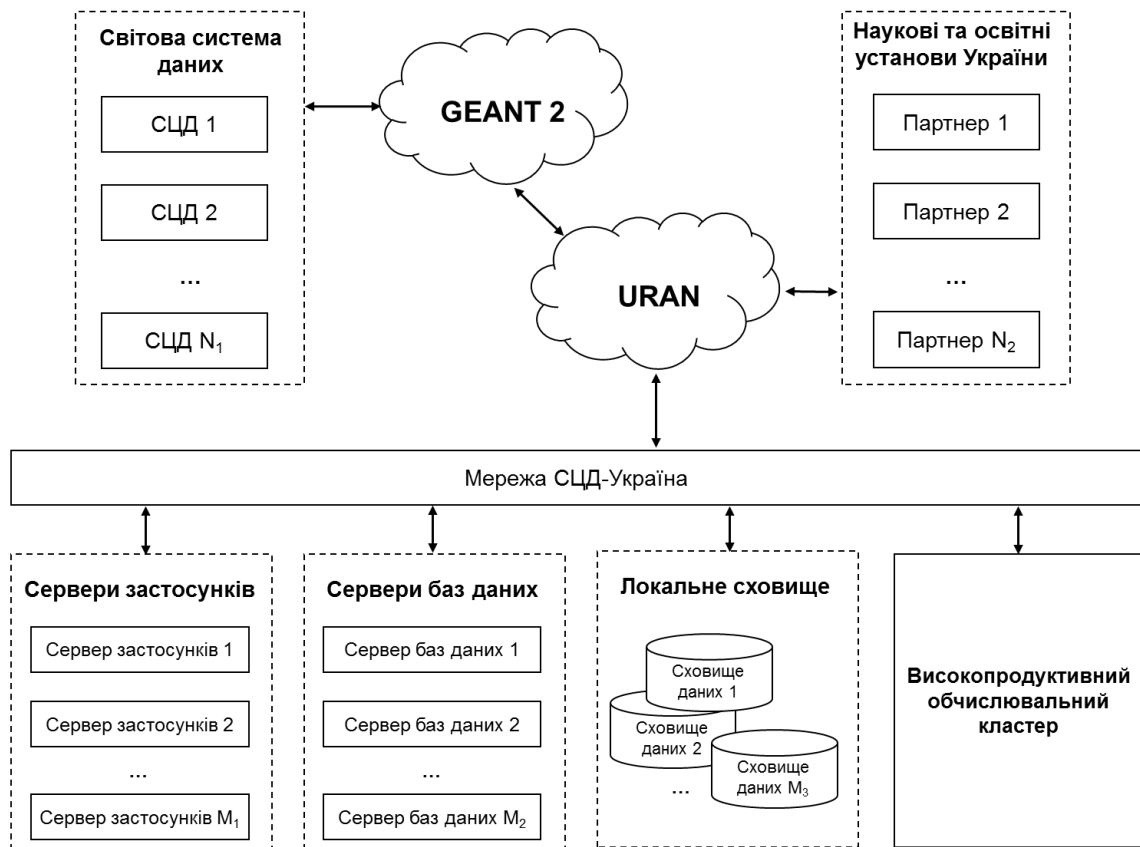 Світова система
даних
СЦД 1
СЦД 2
...
СЦД N₁
GEANT 2
URAN
Наукові та освітні
установи України
Партнер 1
Партнер 2
...
Партнер N₂
Мережа СЦД-Україна
Сервери застосунків
Сервер застосунків 1
Сервер застосунків 2
...
Сервер застосунків M₁
Сервери баз даних
Сервер баз даних 1
Сервер баз даних 2
...
Сервер баз даних M₂
Локальне сховище
Сховище
даних 1
Сховище
даних 2
Сховище
даних M₃
...
Високопродуктивний
обчислювальний
кластер